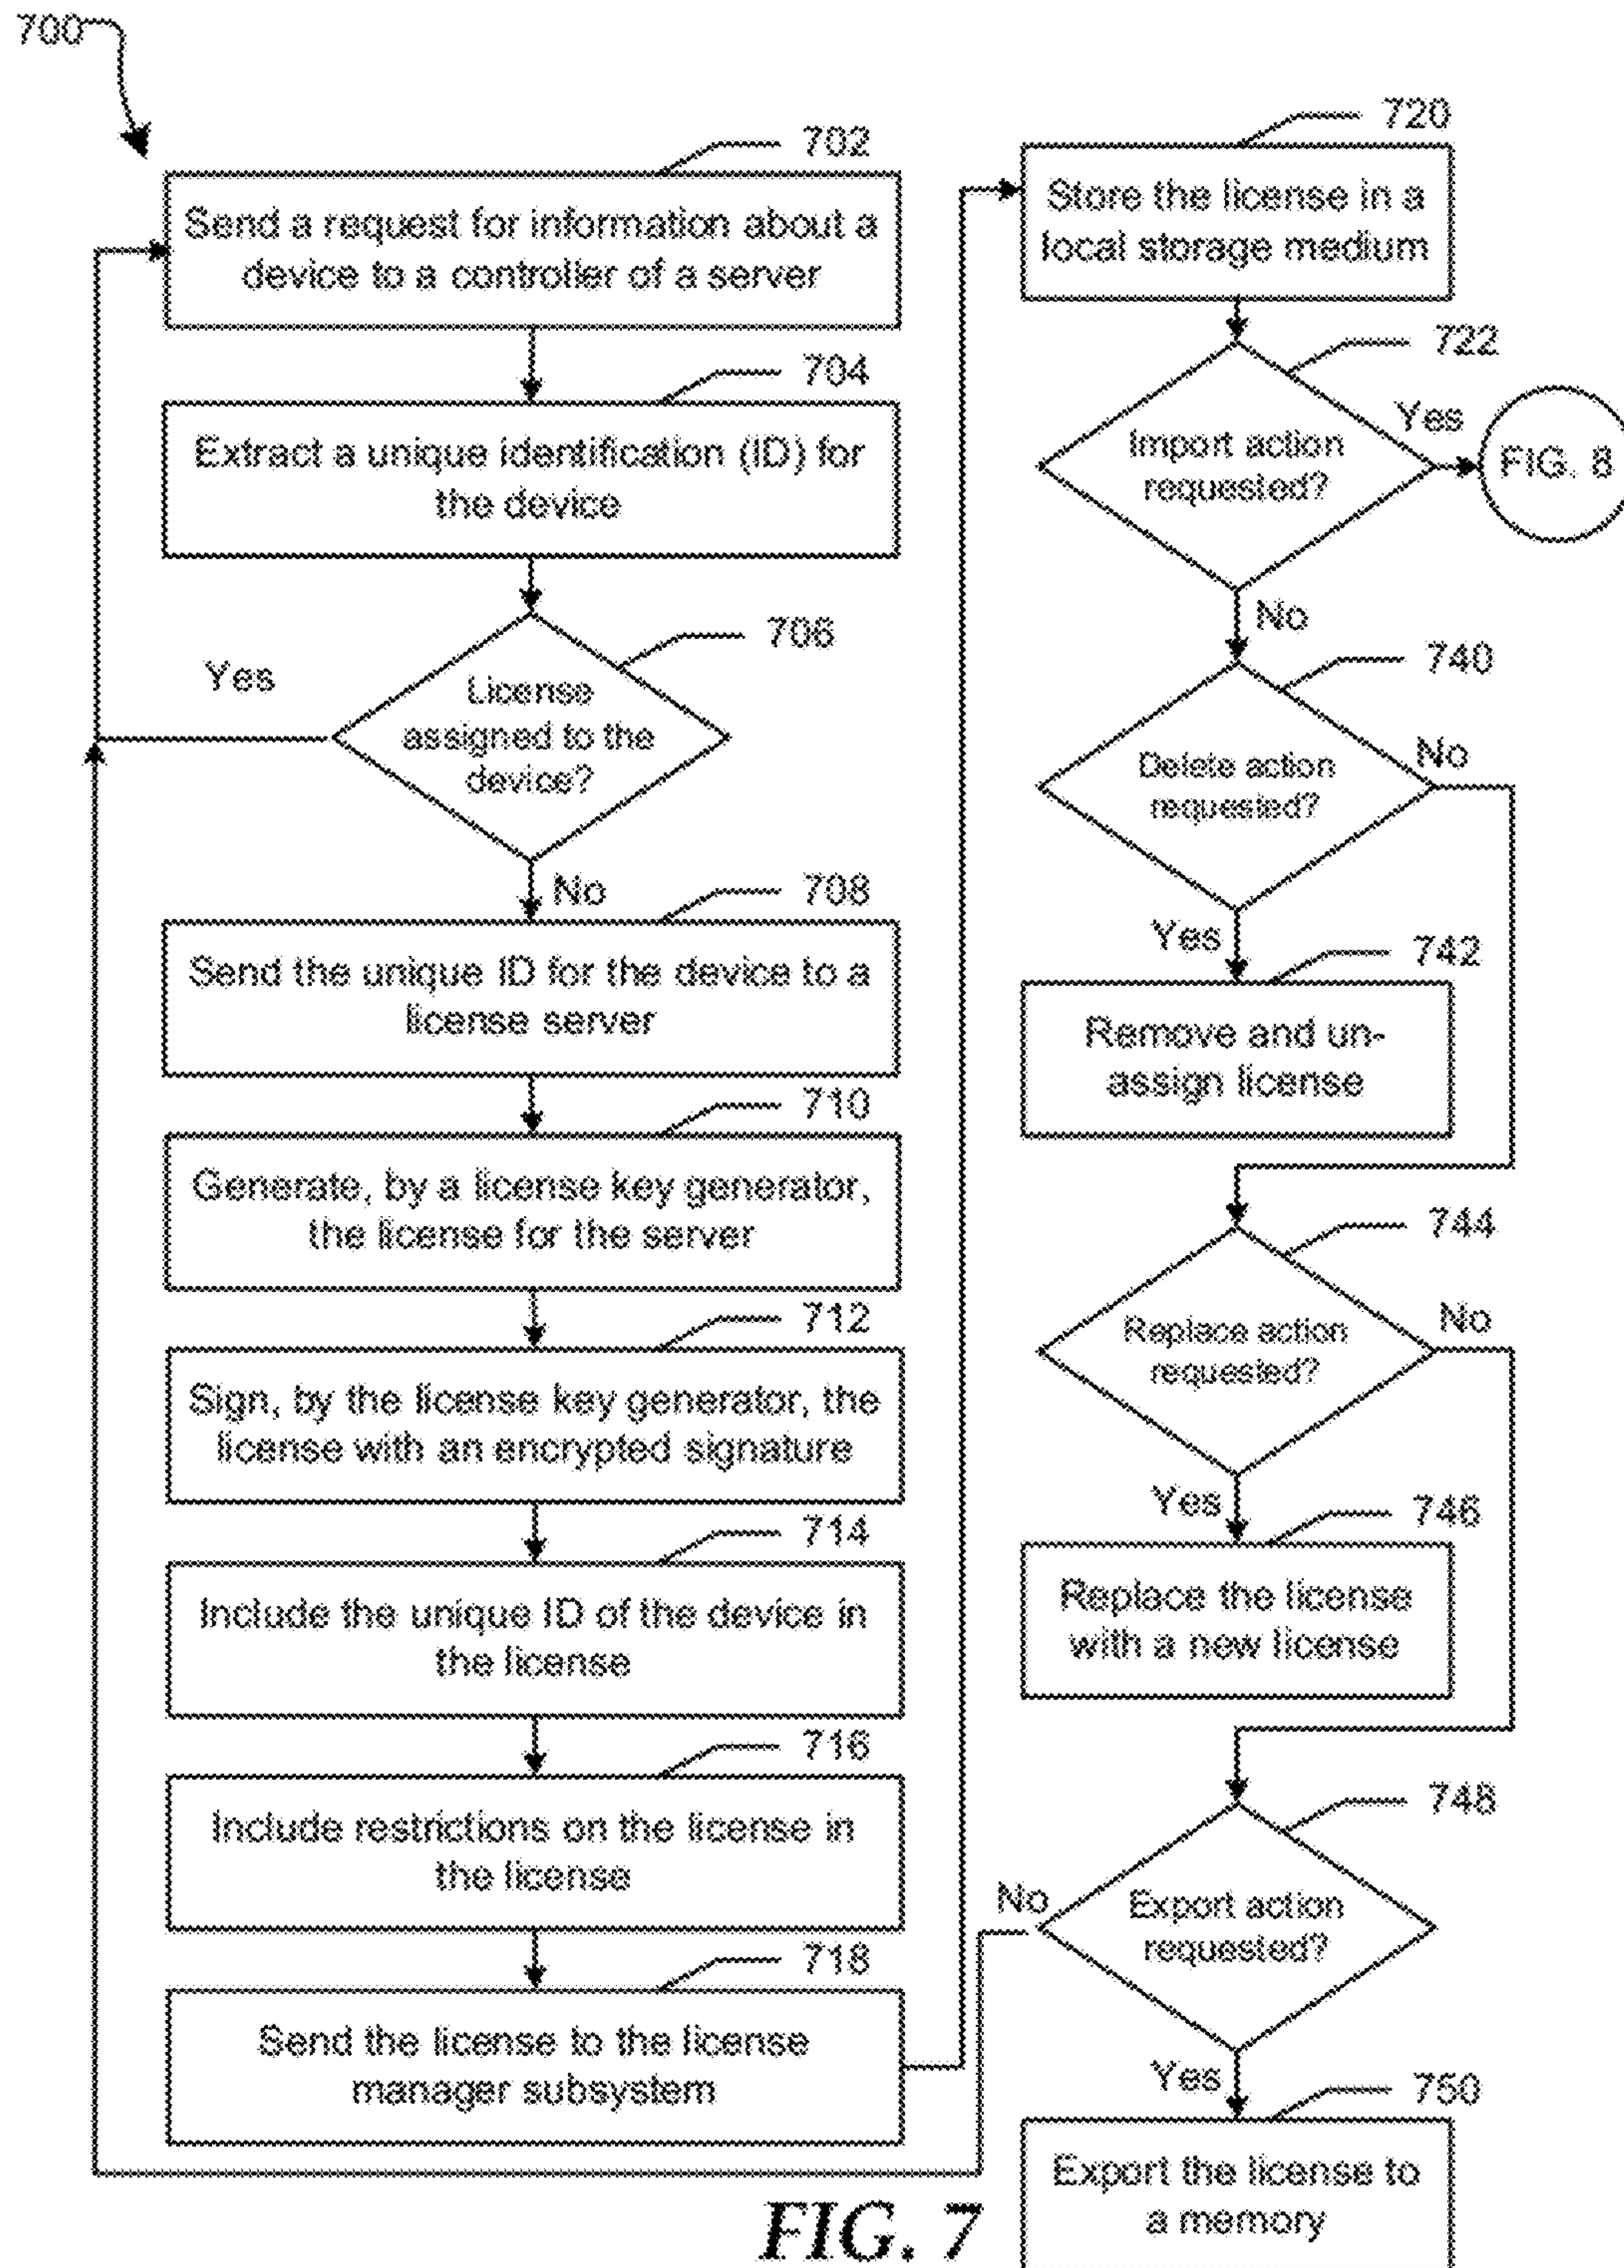 700
702
Send a request for information about a
device to a controller of a server
704
Extract a unique identification (ID) for
the device
706
License
assigned to the
device?
Yes
No
708
Send the unique ID for the device to a
license server
710
Generate, by a license key generator,
the license for the server
712
Sign, by the license key generator, the
license with an encrypted signature
714
Include the unique ID of the device in
the license
716
Include restrictions on the license in
the license
718
Send the license to the license
manager subsystem
720
Store the license in a
local storage medium
722
Import action
requested?
Yes
FIG. 8
No
740
Delete action
requested?
No
Yes
742
Remove and un-
assign license
744
Replace action
requested?
No
Yes
746
Replace the license
with a new license
748
Export action
requested?
No
Yes
750
Export the license to
a memory
FIG. 7